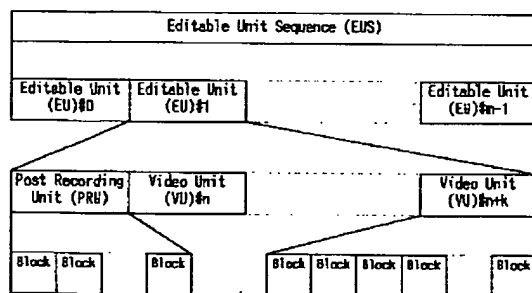 Editable Unit Sequence (EUS)
Editable Unit (EU)#0
Editable Unit (EU)#1
Editable Unit (EU)#m-1
Post Recording Unit (PRU)
Video Unit (VU)#n
Video Unit (VU)#n+k
Block Block Block Block Block Block Block Block